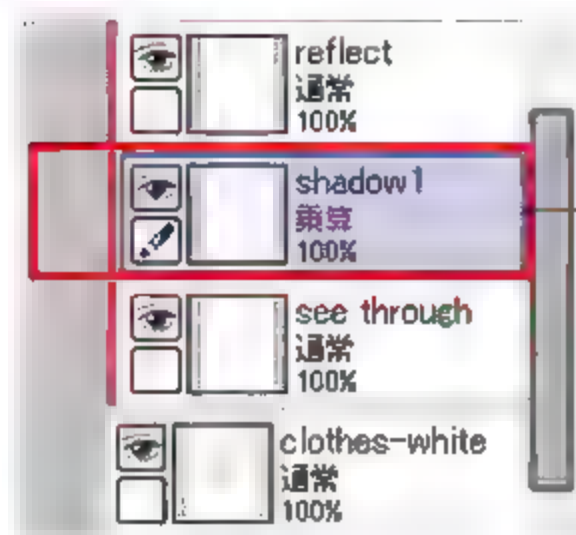 reflect
通常
100%
shadow1
乗算
100%
see through
通常
100%
clothes-white
通常
100%